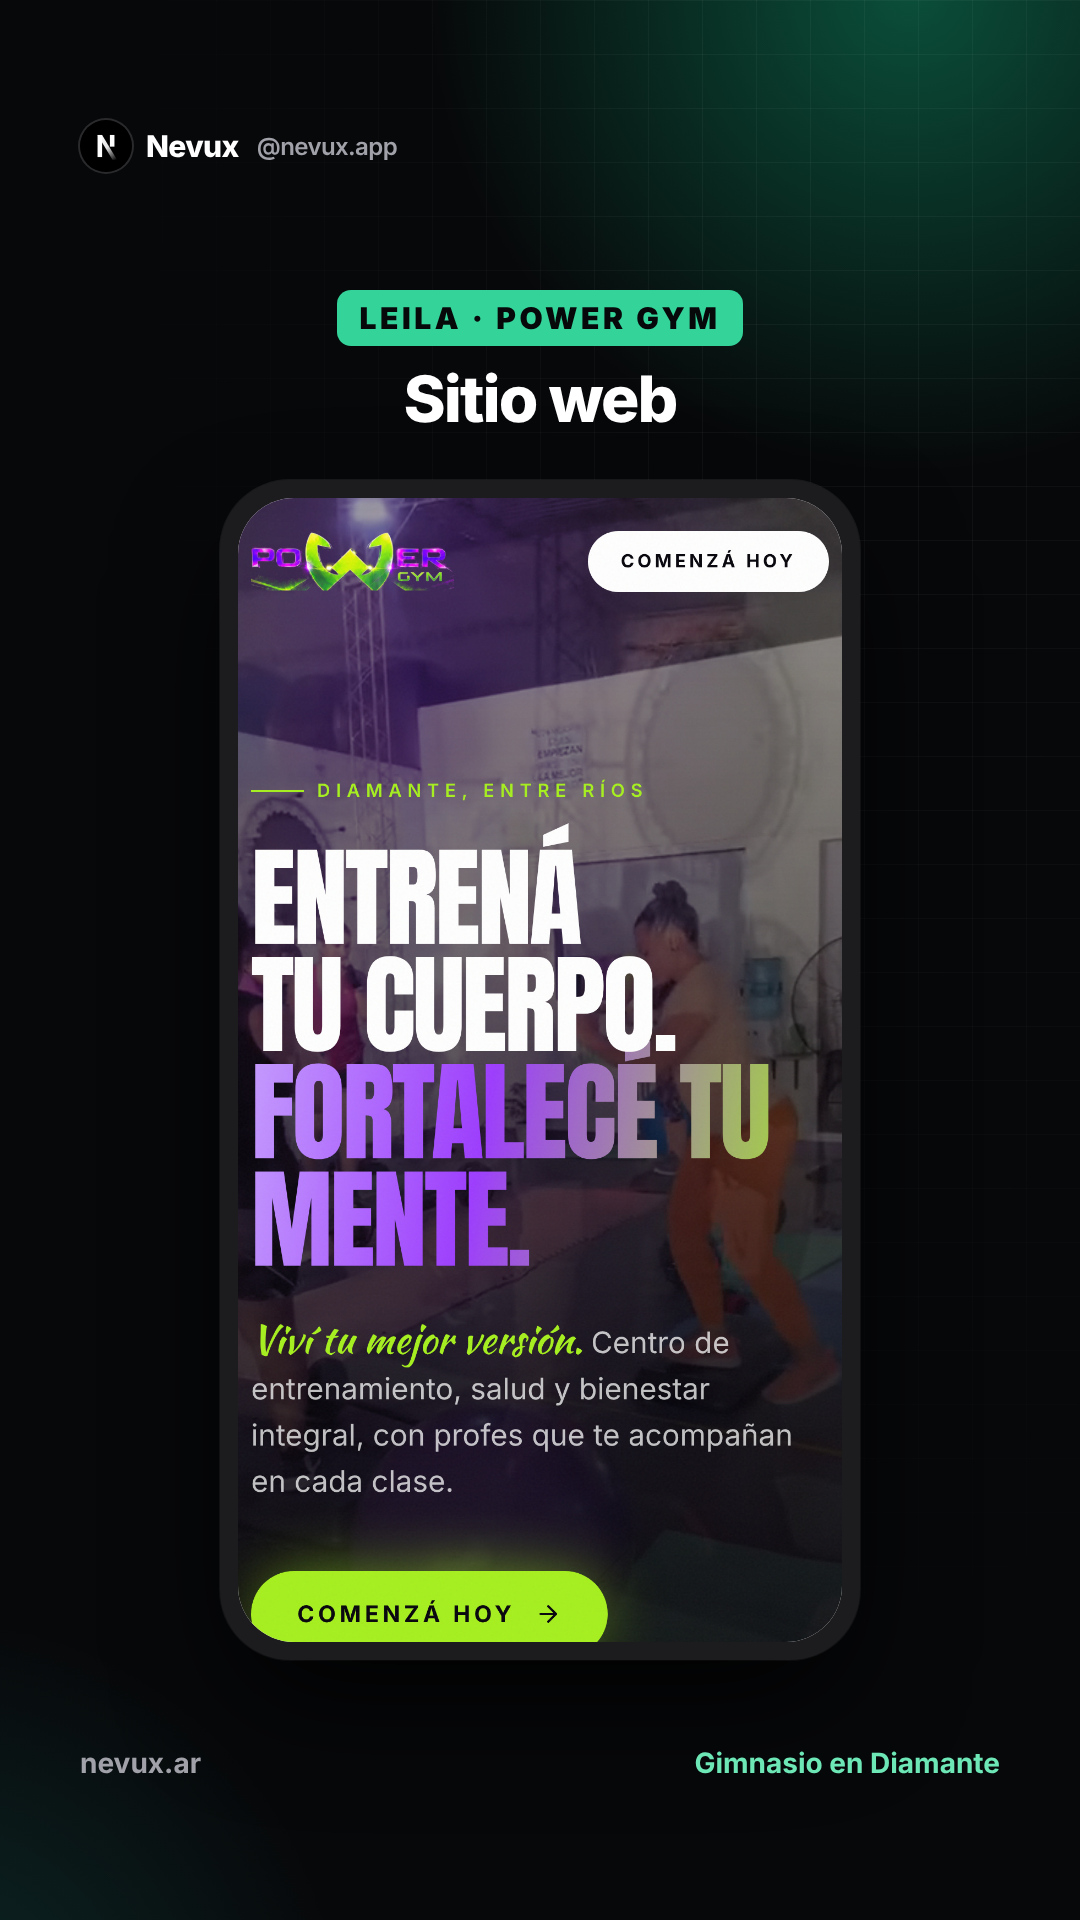 N Nevux @nevux.app
LEILA · POWER GYM
Sitio web
POWER
GYM
COMENZÁ HOY
EMPIEZAN
DIAMANTE, ENTRE RÍOS
ENTRENÁ
TU CUERPO.
FORTALECÉ TU
MENTE.
Viví tu mejor versión. Centro de
entrenamiento, salud y bienestar
integral, con profes que te acompañan
en cada clase.
COMENZÁ HOY →
nevux.ar
Gimnasio en Diamante